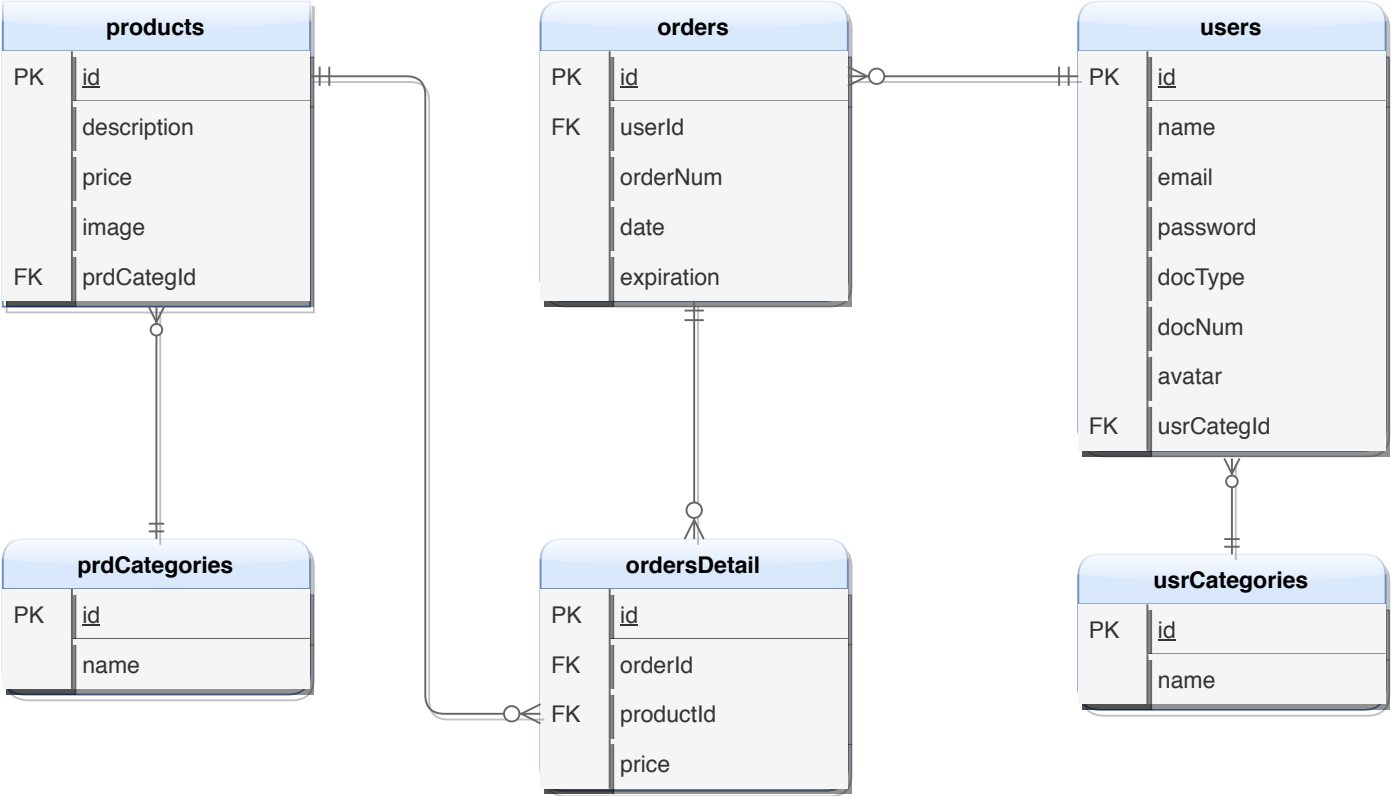 products
PK id
description
price
image
FK prdCategId
orders
PK id
FK userId
orderNum
date
expiration
users
PK id
name
email
password
docType
docNum
avatar
FK usrCategId
prdCategories
PK id
name
ordersDetail
PK id
FK orderId
FK productId
price
usrCategories
PK id
name